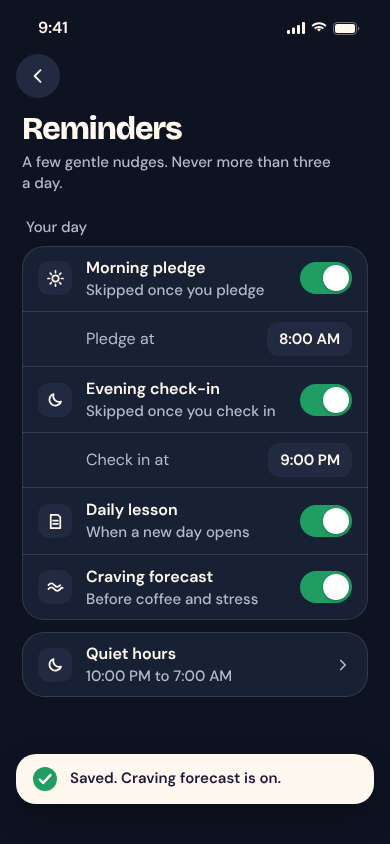 9:41
Reminders
A few gentle nudges. Never more than three
a day.
Your day
Morning pledge
Skipped once you pledge
Pledge at
8:00 AM
Evening check-in
Skipped once you check in
Check in at
9:00 PM
Daily lesson
When a new day opens
Craving forecast
Before coffee and stress
Quiet hours
10:00 PM to 7:00 AM
Saved. Craving forecast is on.